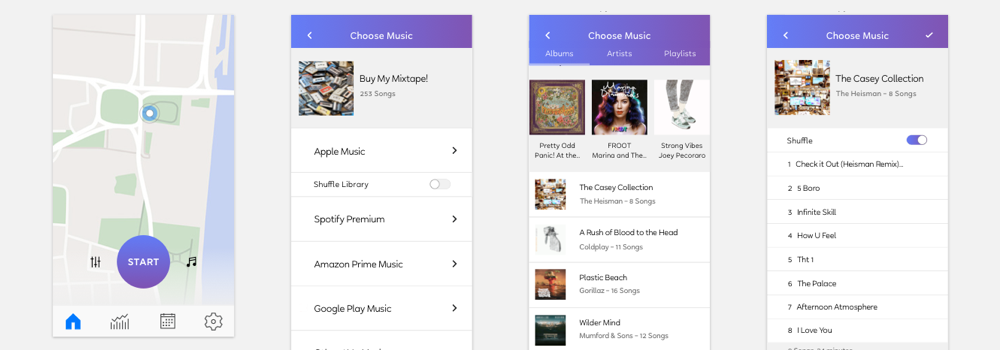 START
Choose Music
Buy My Mixtape!
253 Songs
Apple Music
Shuffle Library
Spotify Premium
Amazon Prime Music
Google Play Music
Choose Music
Albums Artists Playlists
Pretty Odd
Panic! At the..
FROOT
Marina and The..
Strong Vibes
Joey Pecoraro
The Casey Collection
The Heisman - 8 Songs
A Rush of Blood to the Head
Coldplay - 11 Songs
Plastic Beach
Gorillaz - 16 Songs
Wilder Mind
Mumford & Sons - 12 Songs
Choose Music
The Casey Collection
The Heisman - 8 Songs
Shuffle
1 Check it Out (Heisman Remix)...
2 5 Boro
3 Infinite Skill
4 How U Feel
5 Tht 1
6 The Palace
7 Afternoon Atmosphere
8 I Love You